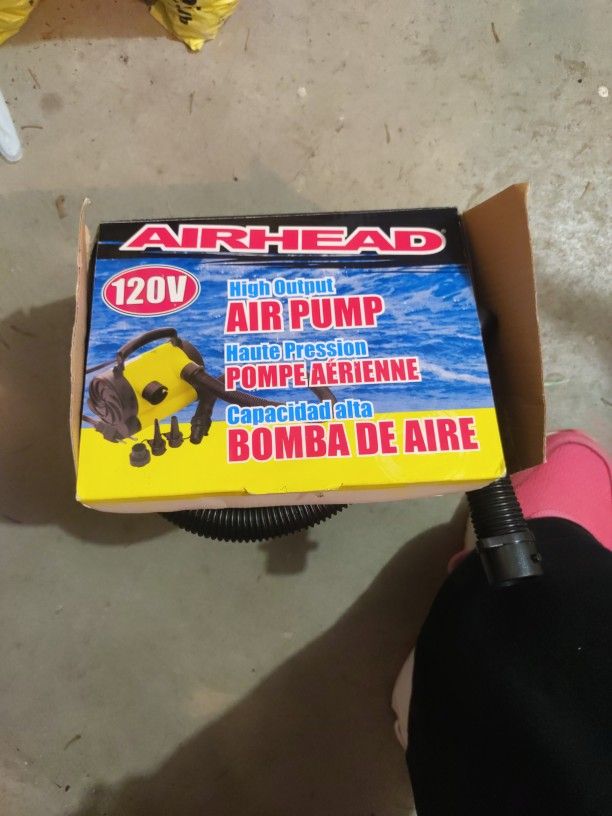 AIRHEAD®
120V
High Output
AIR PUMP
Haute Pression
POMPE AÉRIENNE
Capacidad alta
BOMBA DE AIRE